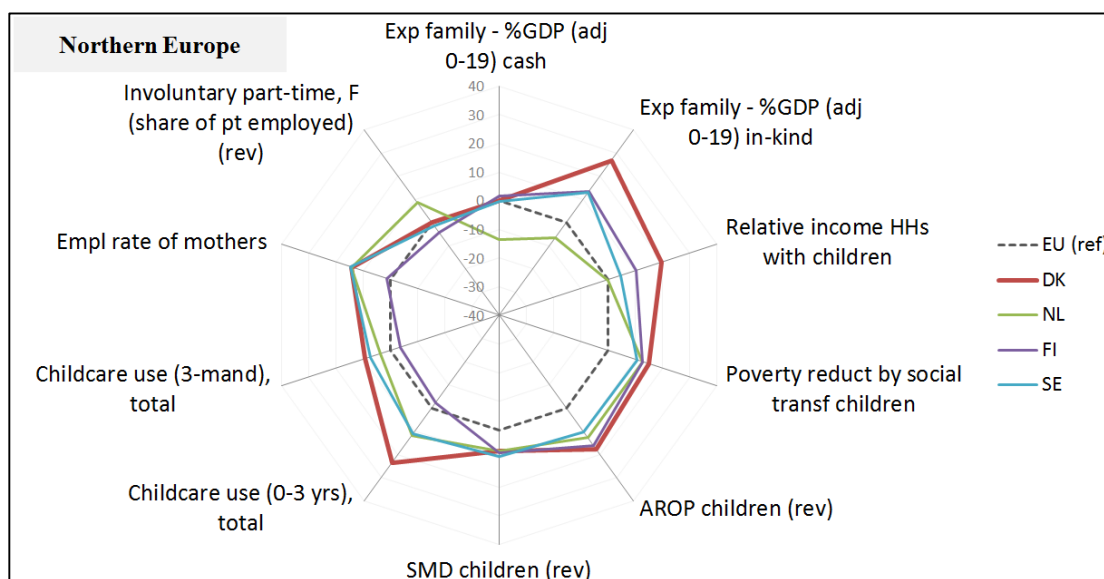 Northern Europe
Exp family - %GDP (adj
0-19) cash
Involuntary part-time, F
(share of pt employed)
(rev)
Exp family - %GDP (adj
0-19) in-kind
40
30
20
10
0
-10
-20
-30
-40
Empl rate of mothers
Relative income HHs
with children
EU (ref)
DK
NL
FI
SE
Childcare use (3-mand),
total
Poverty reduct by social
transf children
Childcare use (0-3 yrs),
total
AROP children (rev)
SMD children (rev)